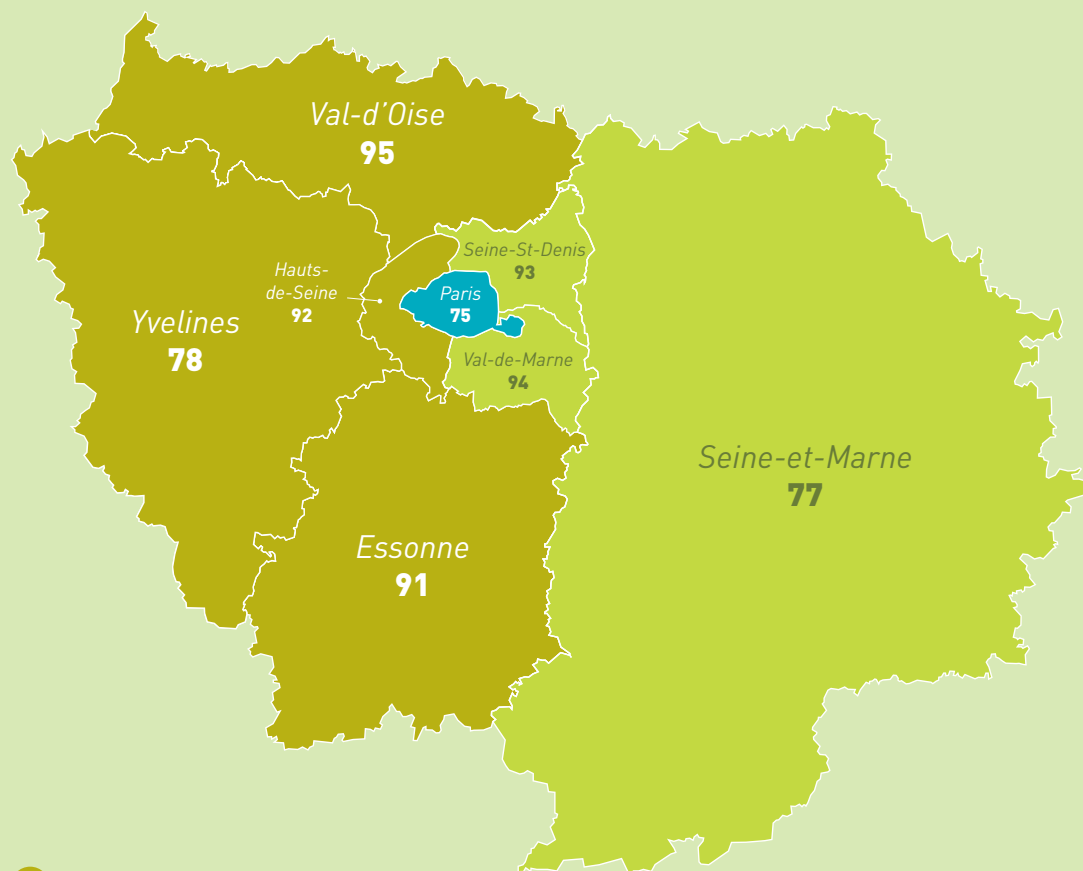 Val-d'Oise
95
Seine-St-Denis
93
Hauts-
de-Seine
92
Paris
75
Yvelines
78
Val-de-Marne
94
Seine-et-Marne
77
Essonne
91